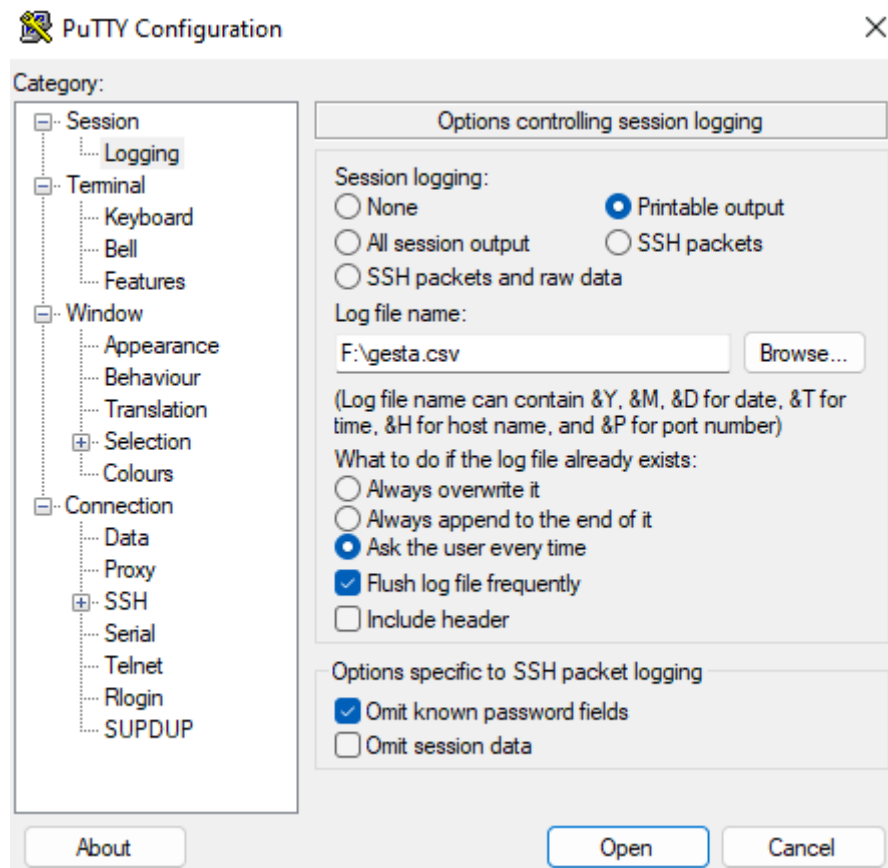 PuTTY Configuration
Category:
Session
Logging
Terminal
Keyboard
Bell
Features
Window
Appearance
Behaviour
Translation
Selection
Colours
Connection
Data
Proxy
SSH
Serial
Telnet
Rlogin
SUPDUP
Options controlling session logging
Session logging:
None
Printable output
All session output
SSH packets
SSH packets and raw data
Log file name:
F:\gesta.csv
Browse...
(Log file name can contain &Y, &M, &D for date, &T for
time, &H for host name, and &P for port number)
What to do if the log file already exists:
Always overwrite it
Always append to the end of it
Ask the user every time
Flush log file frequently
Include header
Options specific to SSH packet logging
Omit known password fields
Omit session data
About
Open
Cancel